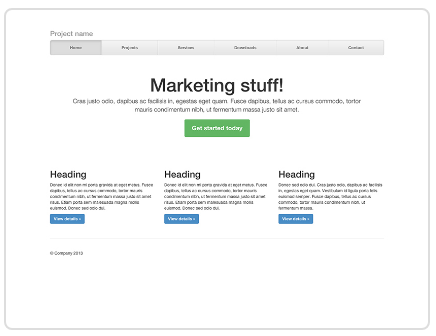 Project name
Home Projects Services Downloads About Contact
Marketing stuff!
Cras justo odio, dapibus ac facilisis in, egestas eget quam. Fusce dapibus, tellus ac cursus commodo, tortor
mauris condimentum nibh, ut fermentum massa justo sit amet.
Get started today
Heading Heading Heading
Donec id elit non mi porta gravida at eget metus. Fusce
dapibus, tellus ac cursus commodo, tortor mauris
condimentum nibh, ut fermentum massa justo sit amet
risus. Etiam porta sem malesuada magna mollis
euismod. Donec sed odio dui.
View details »
Donec id elit non mi porta gravida at eget metus. Fusce
dapibus, tellus ac cursus commodo, tortor mauris
condimentum nibh, ut fermentum massa justo sit amet
risus. Etiam porta sem malesuada magna mollis
euismod. Donec sed odio dui.
View details »
Donec sed odio dui. Cras justo odio, dapibus ac facilisis
in, egestas eget quam. Vestibulum id ligula porta felis
euismod semper. Fusce dapibus, tellus ac cursus
commodo, tortor mauris condimentum nibh, ut
fermentum massa.
View details »
© Company 2013